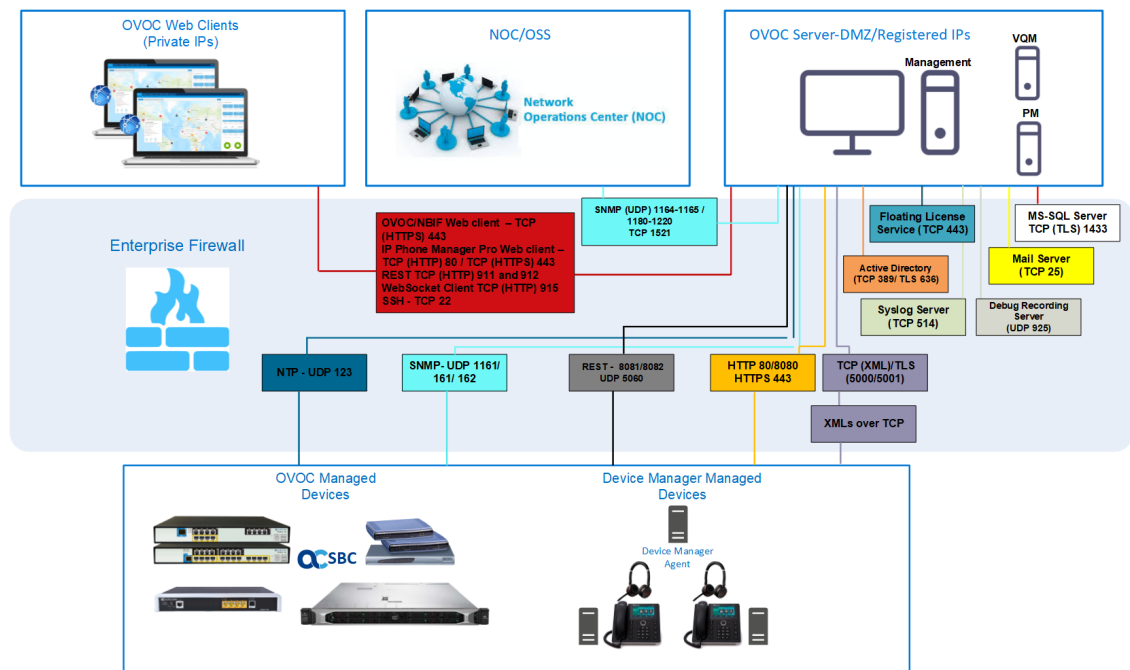 OVOC Web Clients
(Private IPs)
NOC/OSS
Network
Operations Center (NOC)
OVOC Server-DMZ/Registered IPs
VQM
Management
PM
Enterprise Firewall
OVOC/NBIF Web client – TCP
(HTTPS) 443
IP Phone Manager Pro Web client –
TCP (HTTP) 80 / TCP (HTTPS) 443
REST TCP (HTTP) 911 and 912
WebSocket Client TCP (HTTP) 915
SSH - TCP 22
SNMP (UDP) 1164-1165 /
1180-1220
TCP 1521
Floating License
Service (TCP 443)
MS-SQL Server
TCP (TLS) 1433
Active Directory
(TCP 389/ TLS 636)
Mail Server
(TCP 25)
Syslog Server
(TCP 514)
Debug Recording
Server
(UDP 925)
NTP - UDP 123
SNMP- UDP 1161/
161/ 162
REST - 8081/8082
UDP 5060
HTTP 80/8080
HTTPS 443
TCP (XML)/TLS
(5000/5001)
XMLs over TCP
OVOC Managed
Devices
Device Manager Managed
Devices
SBC
Device Manager
Agent